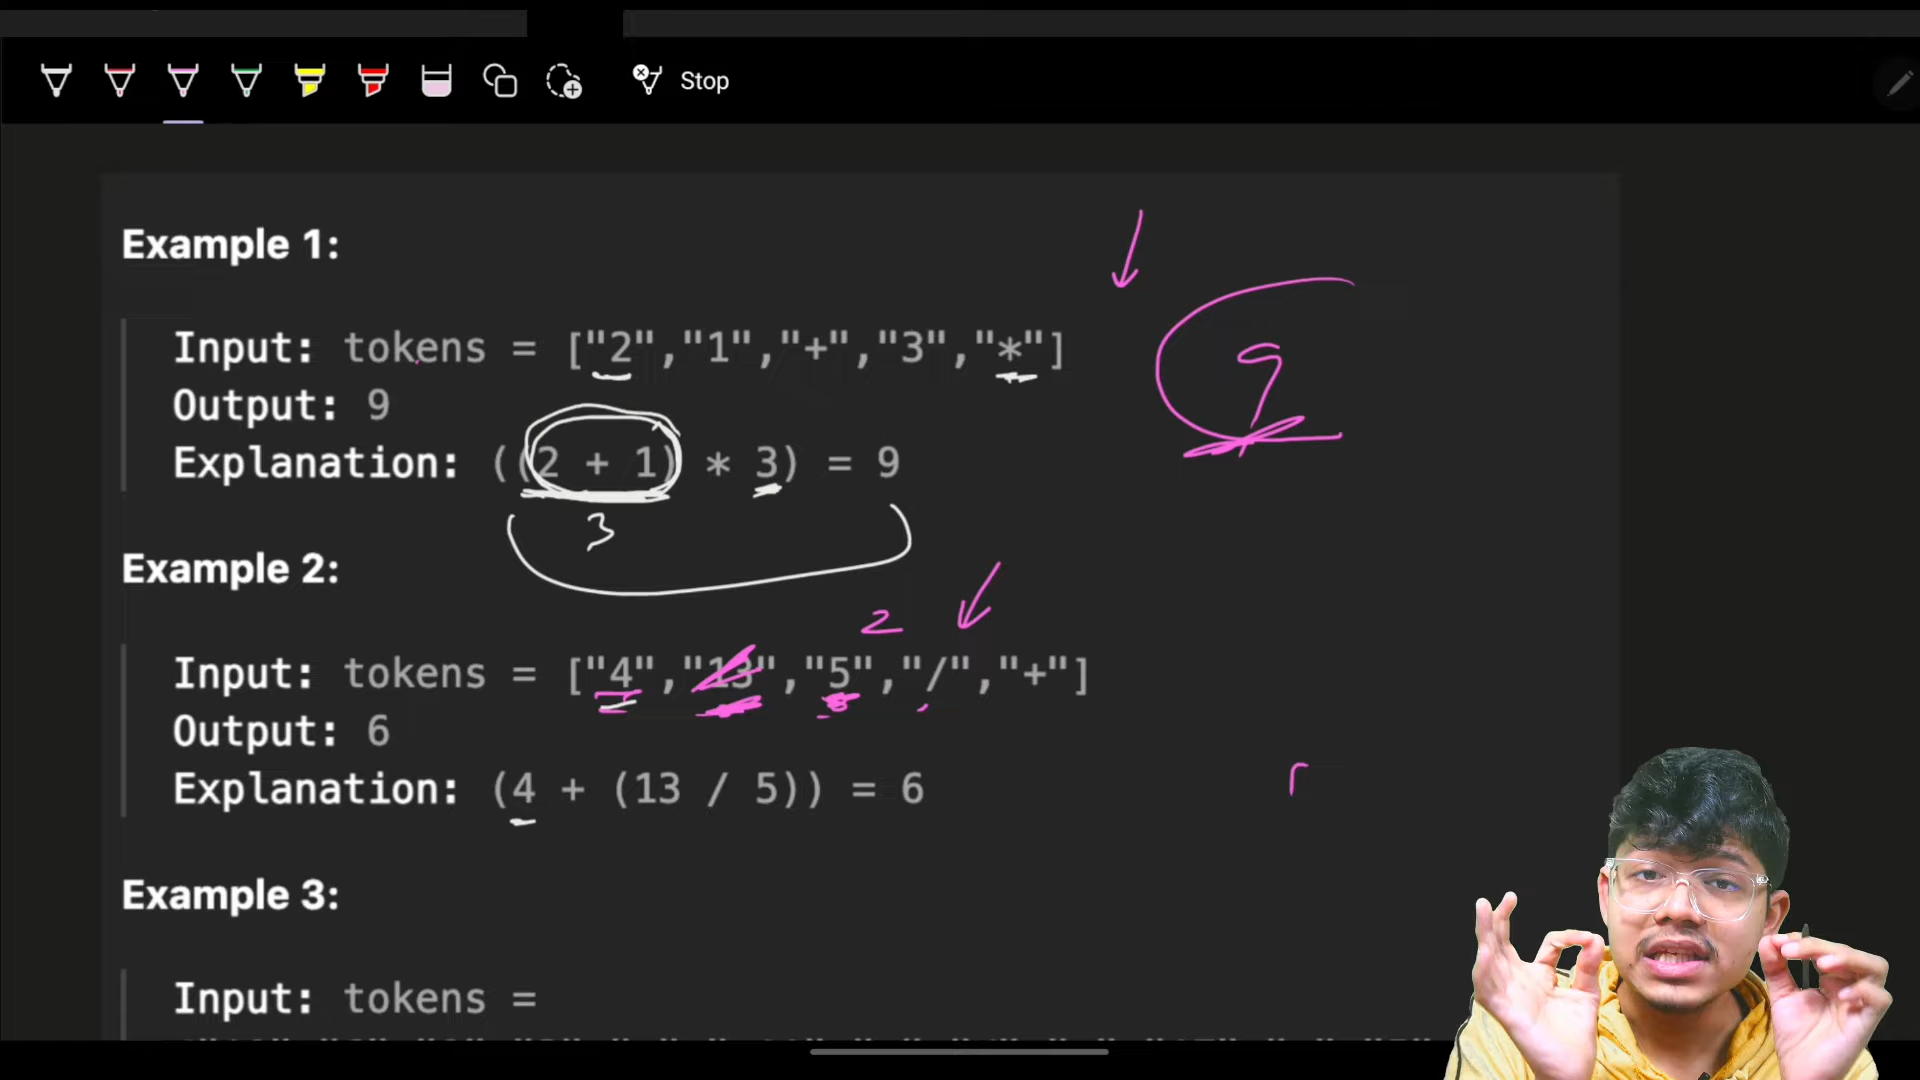 Stop
Example 1:
Input: tokens = ["2","1","+","3","*"]
Output: 9
9
Explanation: ((2 + 1) * 3) = 9
3
Example 2:
2
Input: tokens = ["4","13","5","/","+"]
Output: 6
Explanation: (4 + (13 / 5)) = 6
Example 3:
Input: tokens =